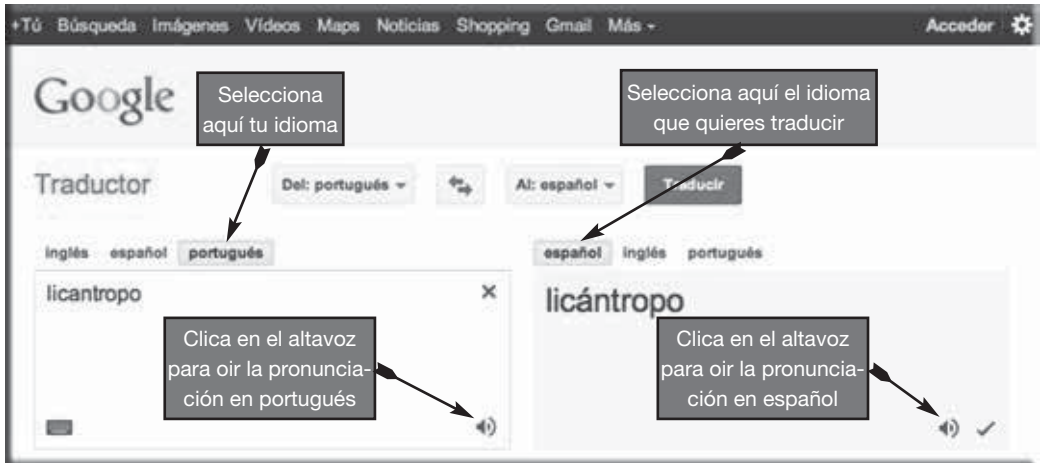 +Tú Búsqueda Imágenes Vídeos Maps Noticias Shopping Gmail Más Acceder
Google
Selecciona
aquí tu idioma
Selecciona aquí el idioma
que quieres traducir
Traductor Del: portugués Al: español Traducir
inglés español portugués
español inglés portugués
licantropo
licántropo
Clica en el altavoz
para oir la pronuncia-
ción en portugués
Clica en el altavoz
para oir la pronuncia-
ción en español